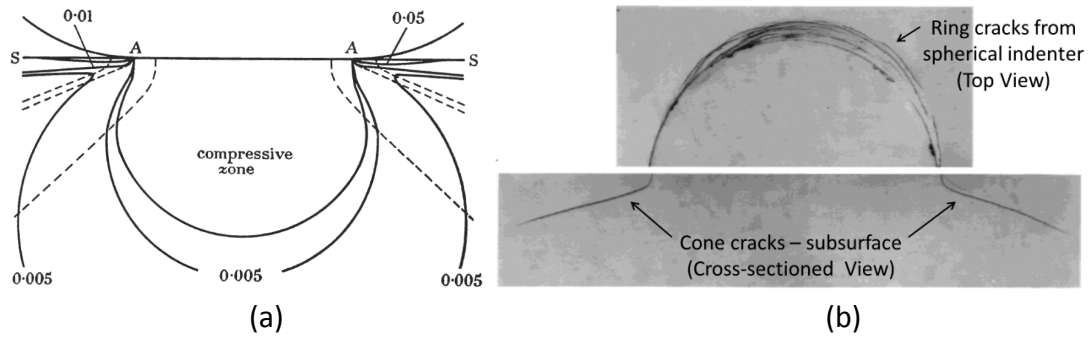 0·01
0·05
S
A
A
S
compressive
zone
0·005
0·005
0·005
(a)
Ring cracks from
spherical indenter
(Top View)
Cone cracks – subsurface
(Cross-sectioned View)
(b)